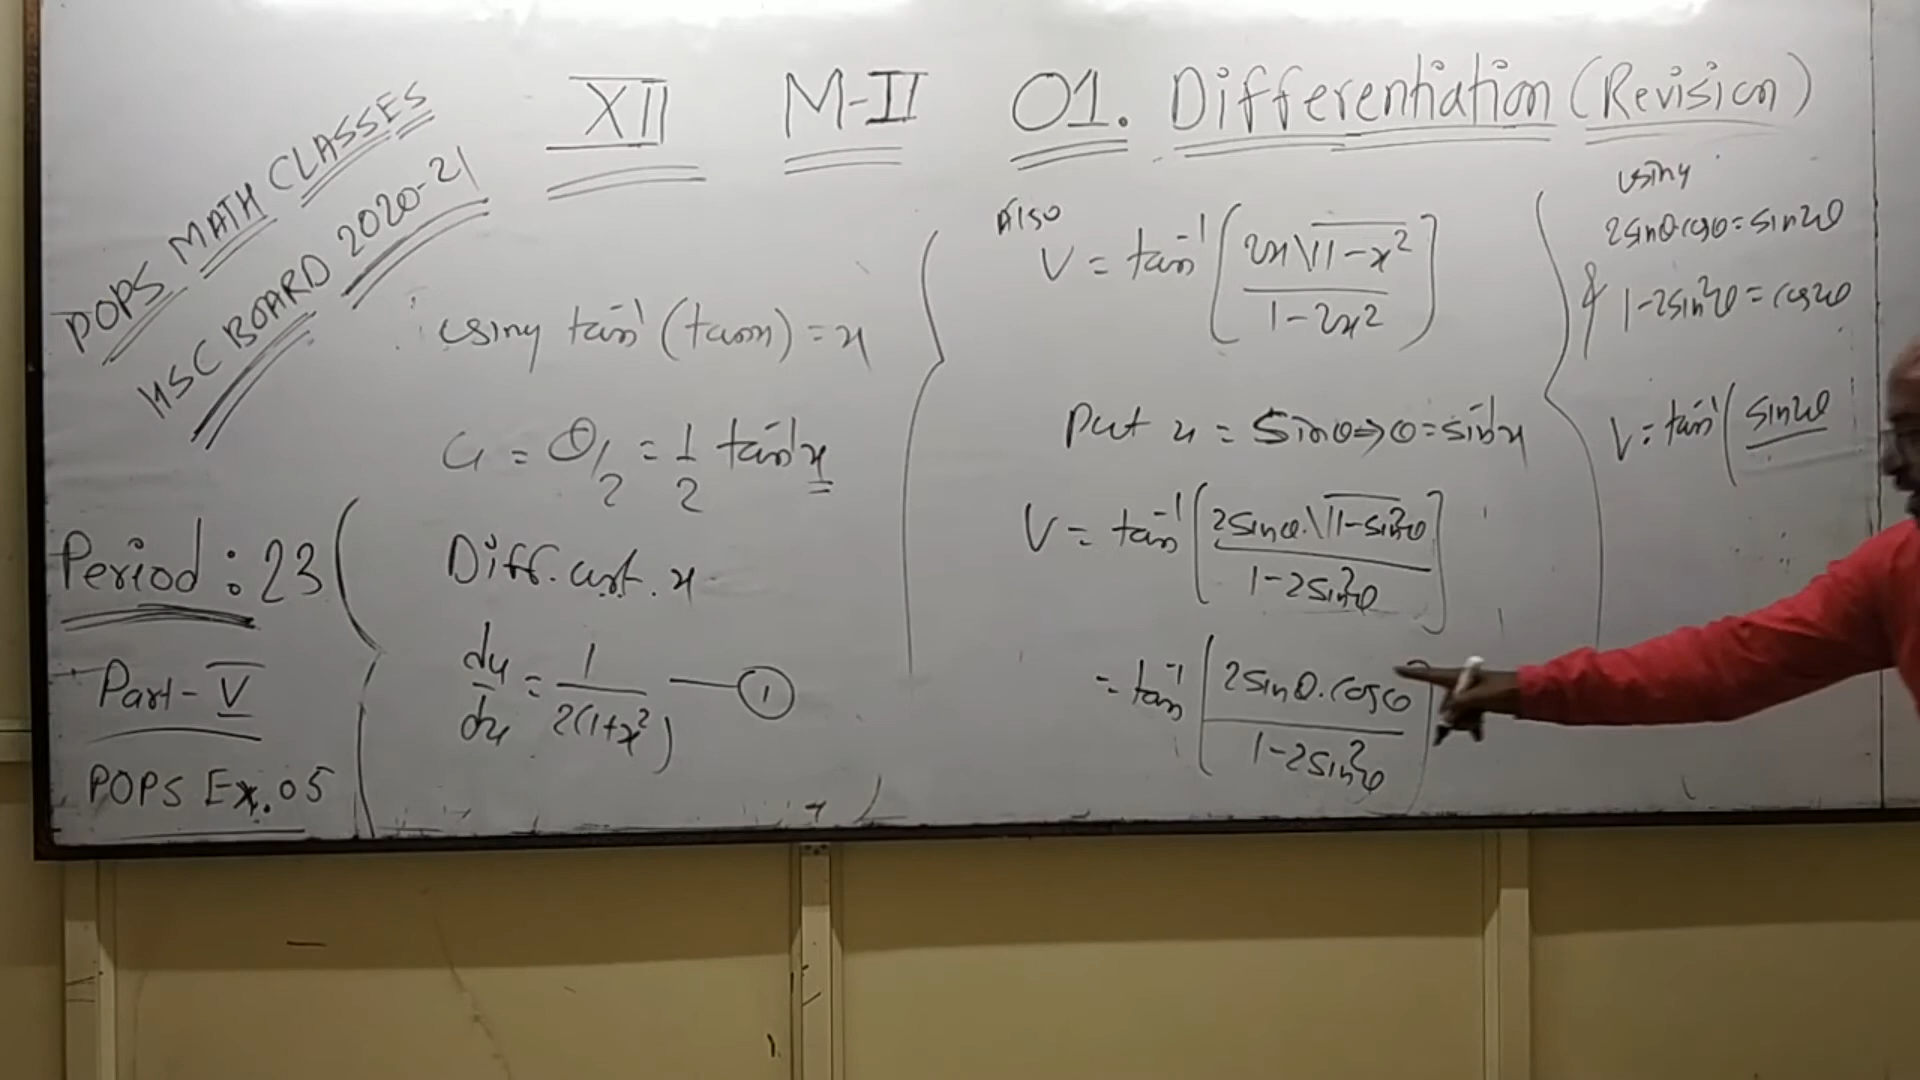 XII M-II 01. Differentiation (Revision)
POPS MATH CLASSES
HSC BOARD 2020-21
Period : 23
Part-V
POPS Ex. 05
using tan⁻¹(tanx) = x
u = θ/2 = 1/2 tan⁻¹x
Diff. w.r.t. x
du/dx = 1/2(1+x²) — ①
Also
V = tan⁻¹[2x√1-x² / 1-2x²]
Put x = sinθ ⇒ θ = sin⁻¹x
V = tan⁻¹[2sinθ.√1-sin²θ / 1-2sin²θ]
= tan⁻¹[2sinθ.cosθ / 1-2sin²θ
using
2sinθ.cosθ = sin2θ
& 1-2sin²θ = cos2θ
V = tan⁻¹(sin2θ